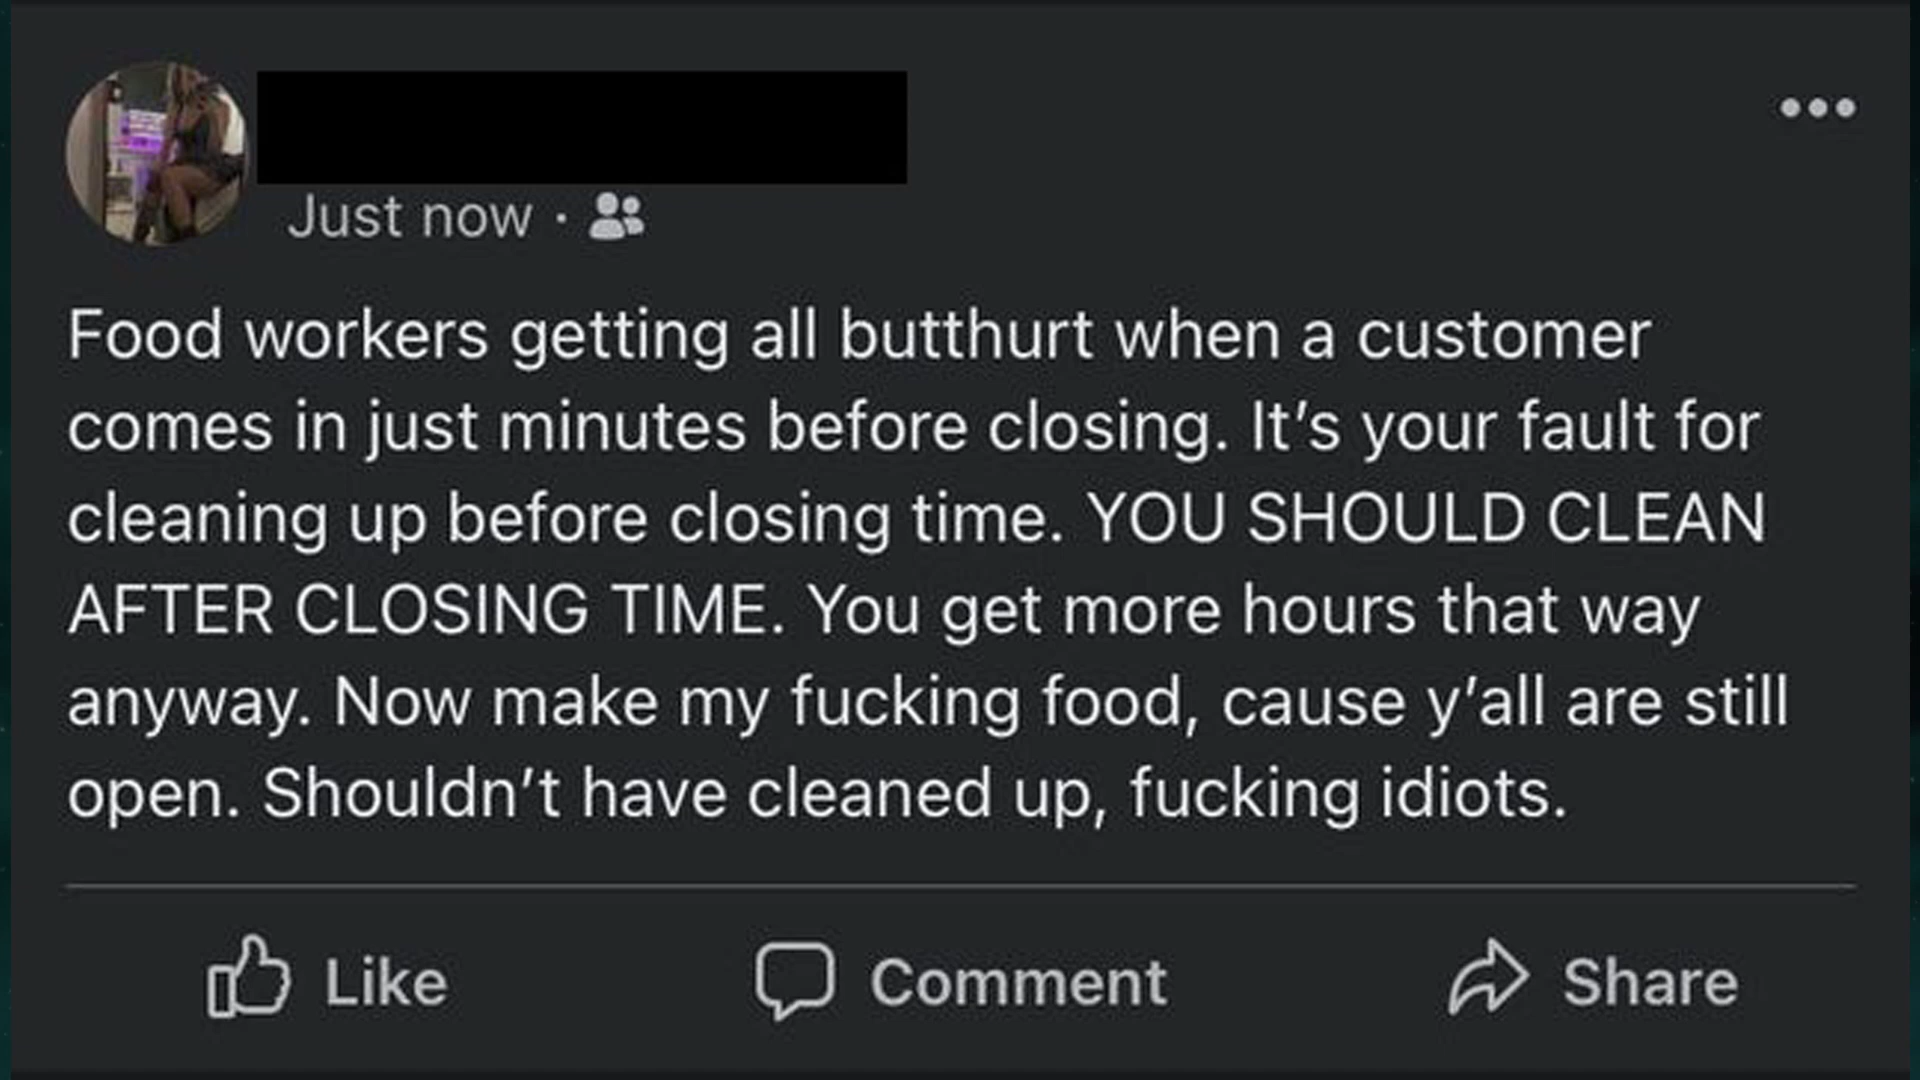 Just now ·
Food workers getting all butthurt when a customer
comes in just minutes before closing. It’s your fault for
cleaning up before closing time. YOU SHOULD CLEAN
AFTER CLOSING TIME. You get more hours that way
anyway. Now make my fucking food, cause y’all are still
open. Shouldn’t have cleaned up, fucking idiots.
Like Comment Share